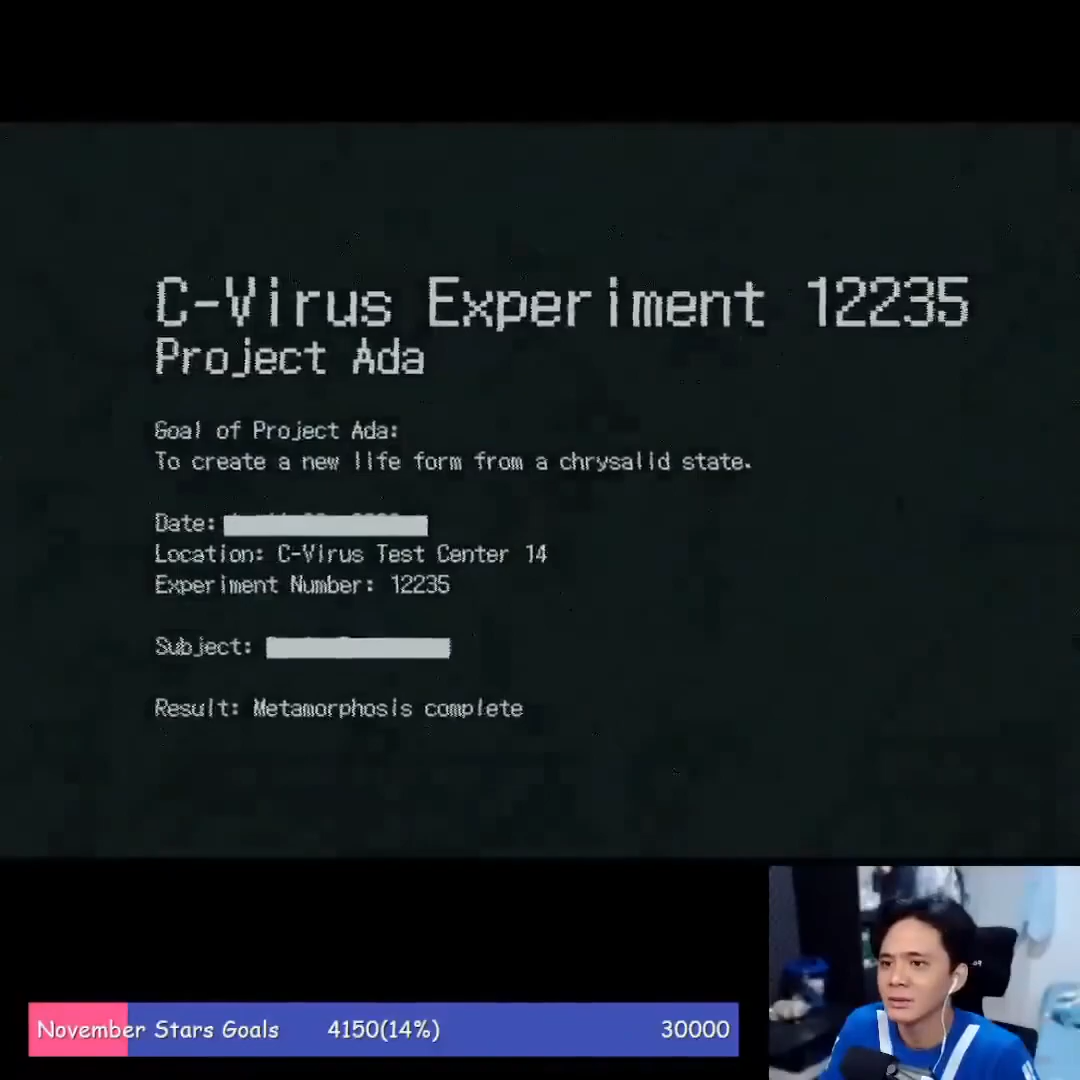 C-Virus Experiment 12235
Project Ada
Goal of Project Ada:
To create a new life form from a chrysalid state.
Date:
Location: C-Virus Test Center 14
Experiment Number: 12235
Subject:
Result: Metamorphosis complete
November Stars Goals 4150(14%) 30000